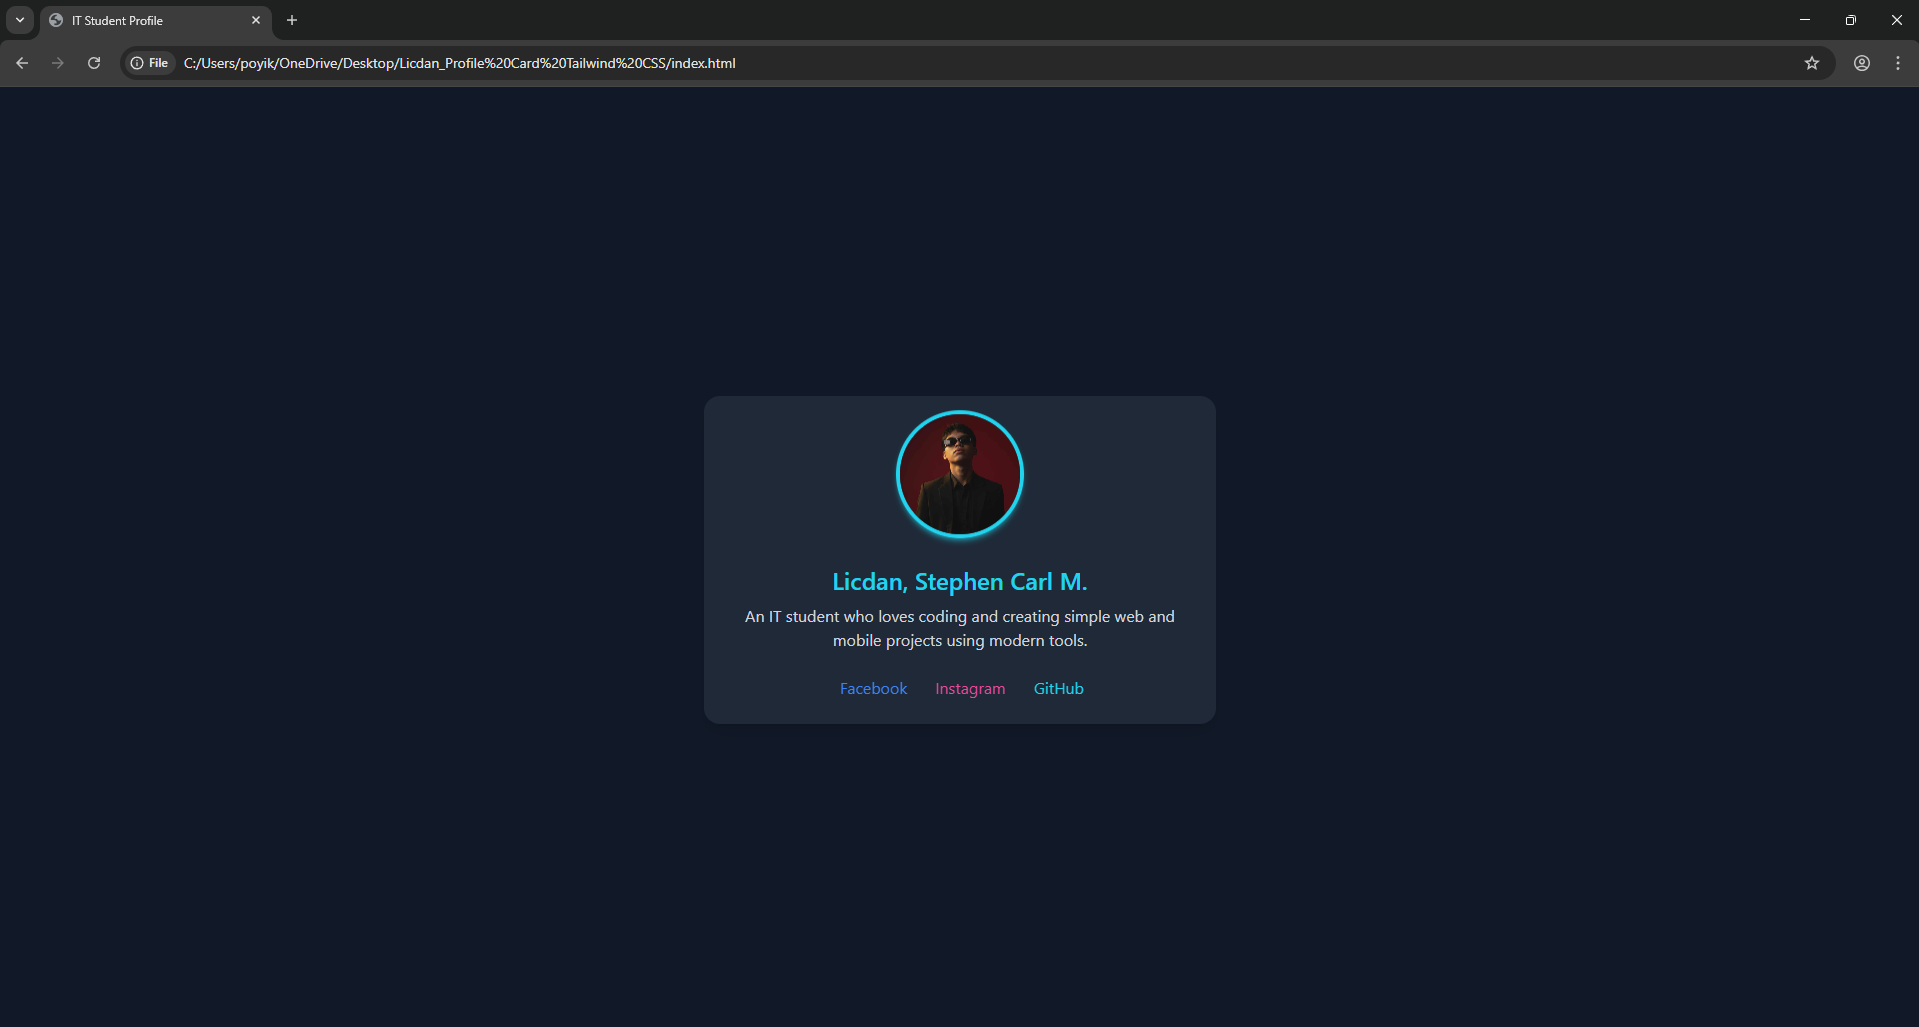 IT Student Profile
File C:/Users/poyik/OneDrive/Desktop/Licdan_Profile%20Card%20Tailwind%20CSS/index.html
Licdan, Stephen Carl M.
An IT student who loves coding and creating simple web and
mobile projects using modern tools.
Facebook Instagram GitHub